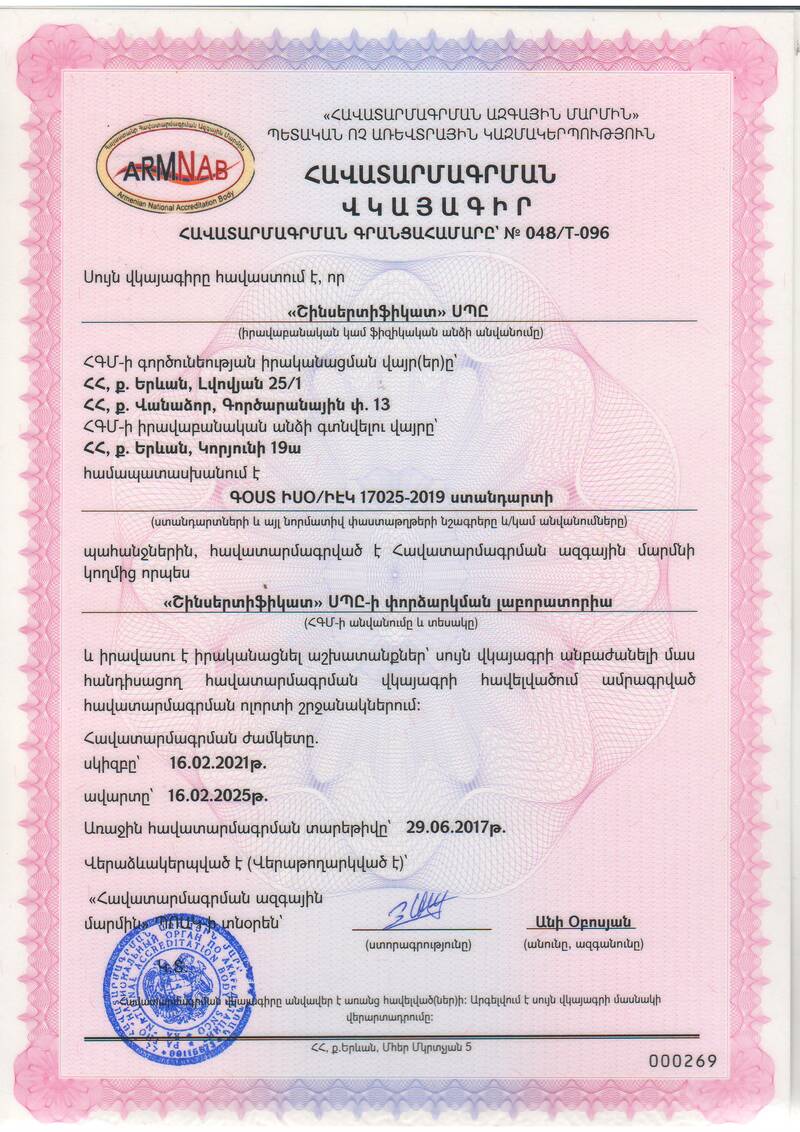 «ՀԱՎԱՏԱՐՄԱԳՐՄԱՆ ԱԶԳԱՅԻՆ ՄԱՐՄԻՆ»
ՊԵՏԱԿԱՆ ՈՉ ԱՌԵՎՏՐԱՅԻՆ ԿԱԶՄԱԿԵՐՊՈՒԹՅՈՒՆ
Հայաստանի Հավատարմագրման Ազգային Մարմին
ARMNAB
Armenian National Accreditation Body
ՀԱՎԱՏԱՐՄԱԳՐՄԱՆ
ՎԿԱՅԱԳԻՐ
ՀԱՎԱՏԱՐՄԱԳՐՄԱՆ ԳՐԱՆՑԱՀԱՄԱՐԸ՝ № 048/T-096
Սույն վկայագիրը հավաստում է, որ
«Շինսերտիֆիկատ» ՍՊԸ
(իրավաբանական կամ ֆիզիկական անձի անվանումը)
ՀԳՄ-ի գործունեության իրականացման վայր(եր)ը՝
ՀՀ, ք. Երևան, Լվովյան 25/1
ՀՀ, ք. Վանաձոր, Գործարանային փ. 13
ՀԳՄ-ի իրավաբանական անձի գտնվելու վայրը՝
ՀՀ, ք. Երևան, Կորյունի 19ա
համապատասխանում է
ԳՕՍՏ ԻՍՕ/ԻԷԿ 17025-2019 ստանդարտի
(ստանդարտների և այլ նորմատիվ փաստաթղթերի նշագրերը և/կամ անվանումները)
պահանջներին, հավատարմագրված է Հավատարմագրման ազգային մարմնի
կողմից որպես
«Շինսերտիֆիկատ» ՍՊԸ-ի փորձարկման լաբորատորիա
(ՀԳՄ-ի անվանումը և տեսակը)
և իրավասու է իրականացնել աշխատանքներ՝ սույն վկայագրի անբաժանելի մաս
հանդիսացող հավատարմագրման վկայագրի հավելվածում ամրագրված
հավատարմագրման ոլորտի շրջանակներում:
Հավատարմագրման ժամկետը.
սկիզբը՝ 16.02.2021թ.
ավարտը՝ 16.02.2025թ.
Առաջին հավատարմագրման տարեթիվը՝ 29.06.2017թ.
Վերաձևակերպված է (Վերաթողարկված է)՝
«Հավատարմագրման ազգային
մարմին» ՊՈԱԿ-ի տնօրեն՝
Անի Օբոսյան
(ստորագրությունը) (անունը, ազգանունը)
Կ.Տ.
Հավատարմագրման վկայագիրը անվավեր է առանց հավելված(ներ)ի: Արգելվում է սույն վկայագրի մասնակի
վերարտադրումը:
ՀՀ, ք.Երևան, Մհեր Մկրտչյան 5
000269